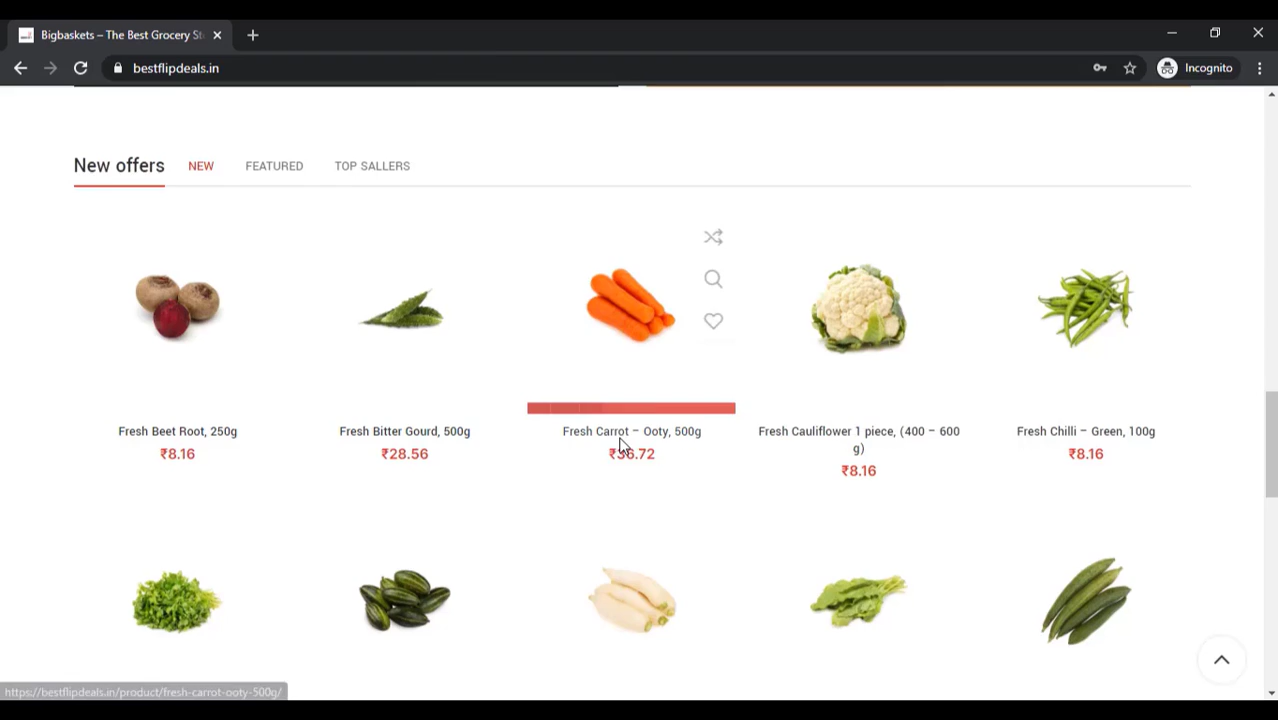 Bigbaskets – The Best Grocery St
bestflipdeals.in
Incognito
New offers NEW FEATURED TOP SALLERS
Fresh Beet Root, 250g
₹8.16
Fresh Bitter Gourd, 500g
₹28.56
Fresh Carrot – Ooty, 500g
₹36.72
Fresh Cauliflower 1 piece, (400 – 600
g)
₹8.16
Fresh Chilli – Green, 100g
₹8.16
https://bestflipdeals.in/product/fresh-carrot-ooty-500g/